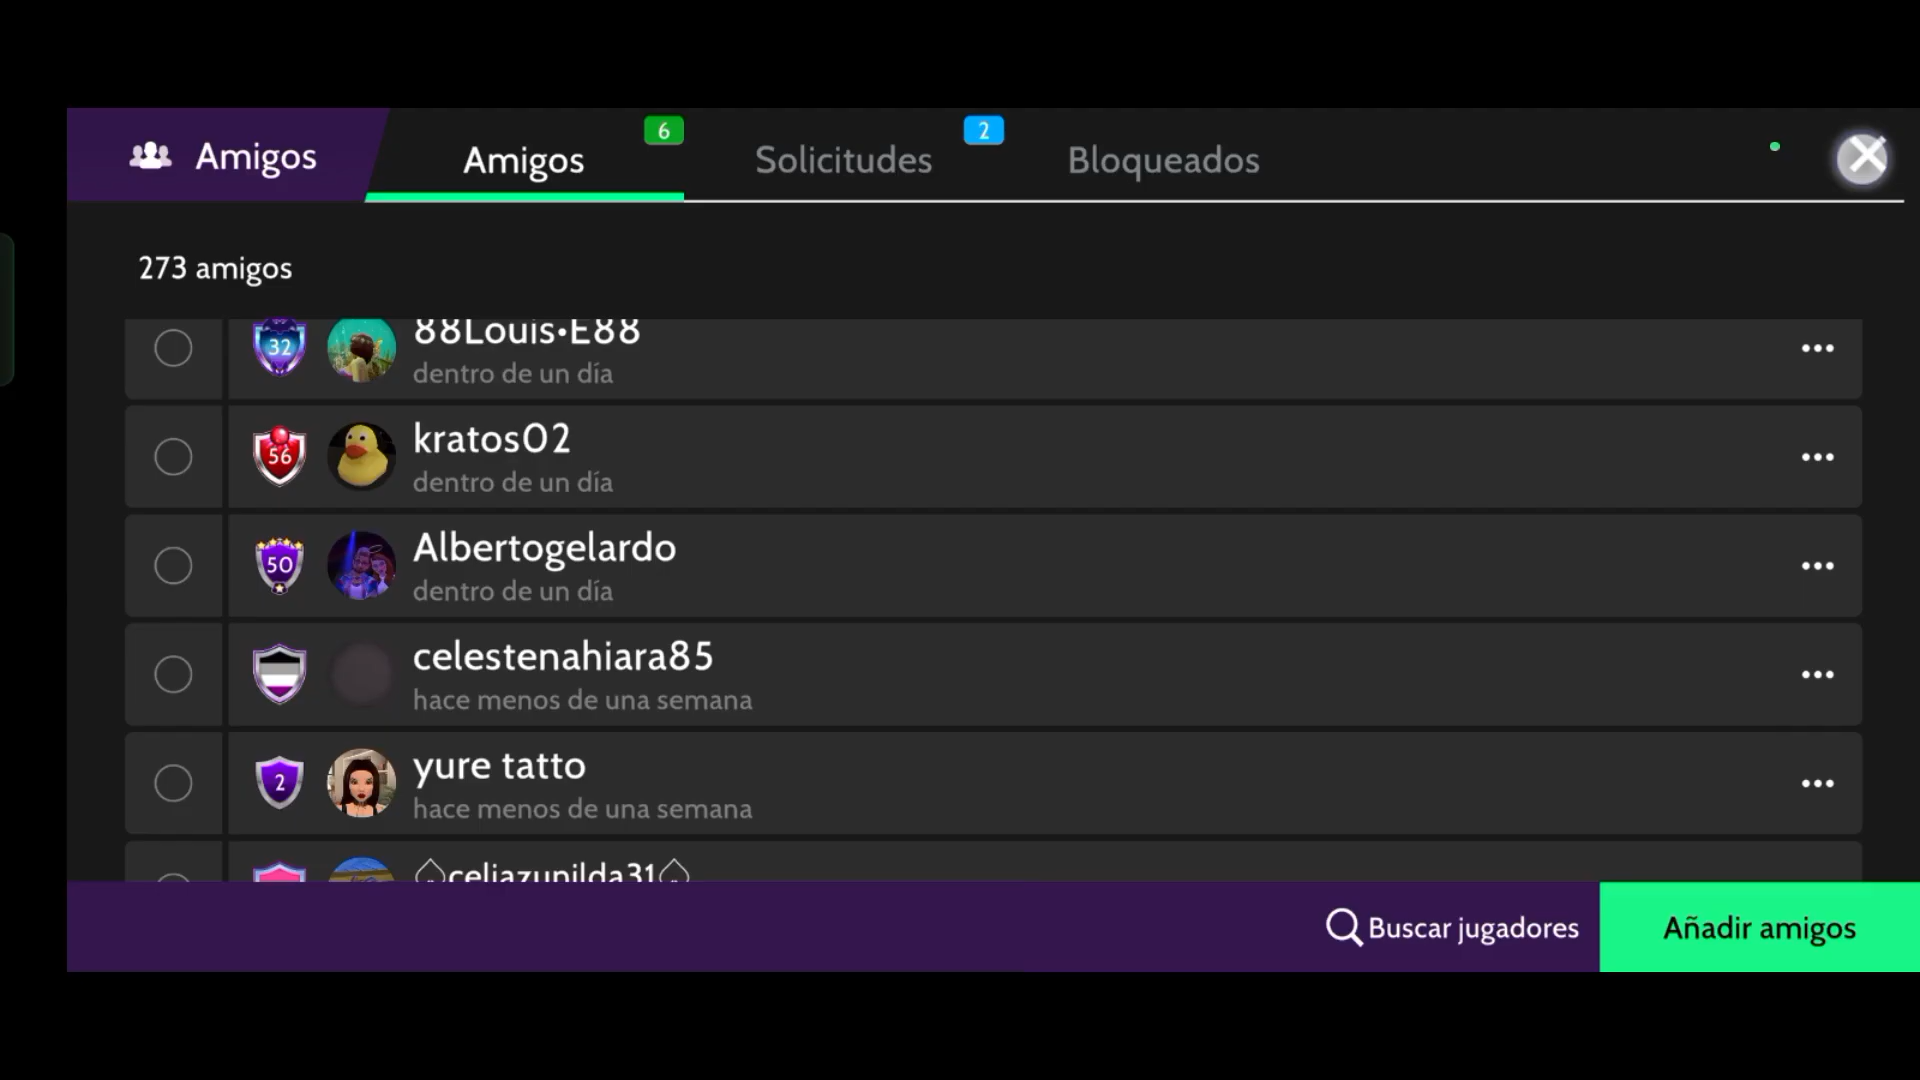 Amigos
Amigos
6
Solicitudes
2
Bloqueados
273 amigos
32
88Louis•E88
dentro de un día
56
kratos02
dentro de un día
50
Albertogelardo
dentro de un día
celestenahiara85
hace menos de una semana
2
yure tatto
hace menos de una semana
♤celiazunilda31♤
Buscar jugadores
Añadir amigos